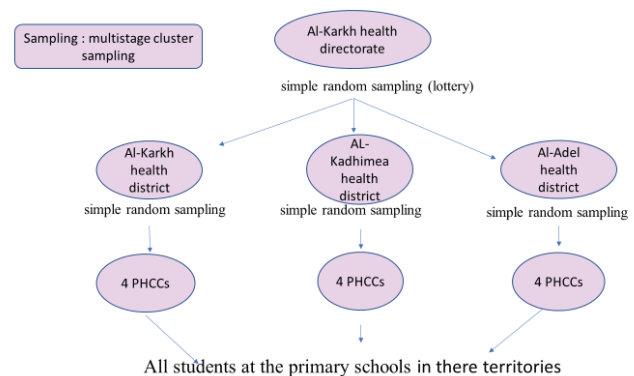 Sampling : multistage cluster
sampling
Al-Karkh health
directorate
simple random sampling (lottery)
Al-Karkh
health
district
AL-
Kadhimea
health
district
Al-Adel
health
district
simple random sampling
simple random sampling
simple random sampling
4 PHCCs
4 PHCCs
4 PHCCs
All students at the primary schools in there territories